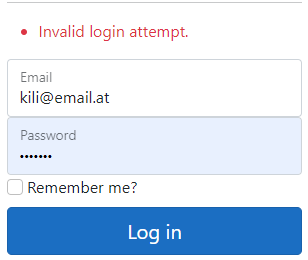 Invalid login attempt.
Email
kili@email.at
Password
•••••••
Remember me?
Log in